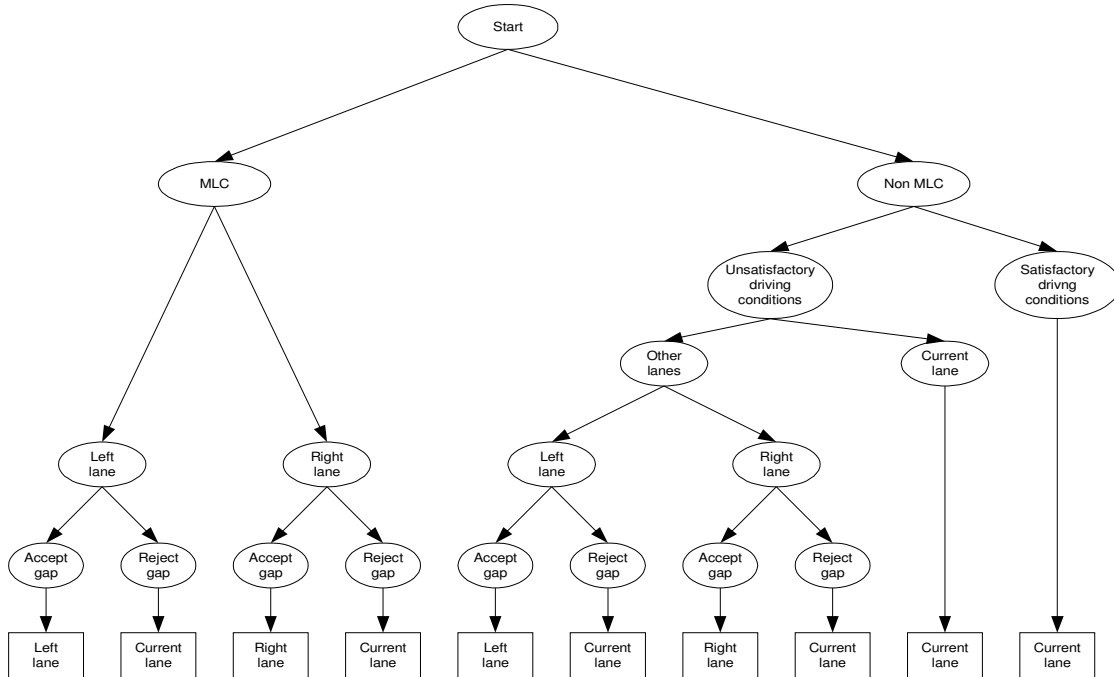 Start
MLC
Non MLC
Unsatisfactory
driving
conditions
Satisfactory
drivng
conditions
Other
lanes
Current
lane
Left
lane
Right
lane
Left
lane
Right
lane
Accept
gap
Reject
gap
Accept
gap
Reject
gap
Accept
gap
Reject
gap
Accept
gap
Reject
gap
Left
lane
Current
lane
Right
lane
Current
lane
Left
lane
Current
lane
Right
lane
Current
lane
Current
lane
Current
lane